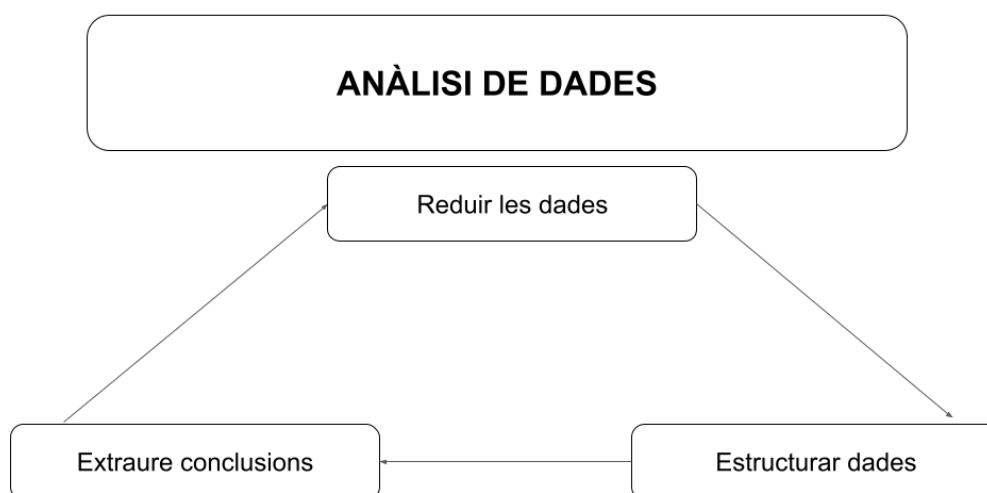 ANÀLISI DE DADES
Reduir les dades
Extraure conclusions
Estructurar dades